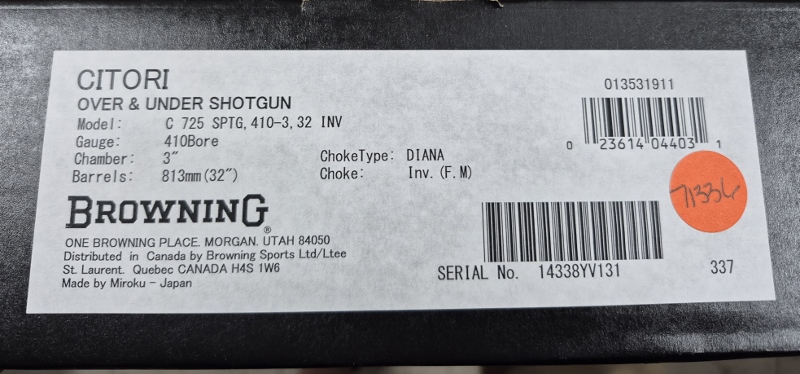 CITORI
OVER & UNDER SHOTGUN
Model: C 725 SPTG, 410-3, 32 INV
Gauge: 410Bore
Chamber: 3"
ChokeType: DIANA
Barrels: 813mm(32")
Choke: Inv.(F.M)
BROWNING®
ONE BROWNING PLACE. MORGAN. UTAH 84050
Distributed in Canada by Browning Sports Ltd/Ltee
St. Laurent. Quebec CANADA H4S 1W6
Made by Miroku - Japan
013531911
0 23614 04403 1
71336
SERIAL No. 14338YV131
337